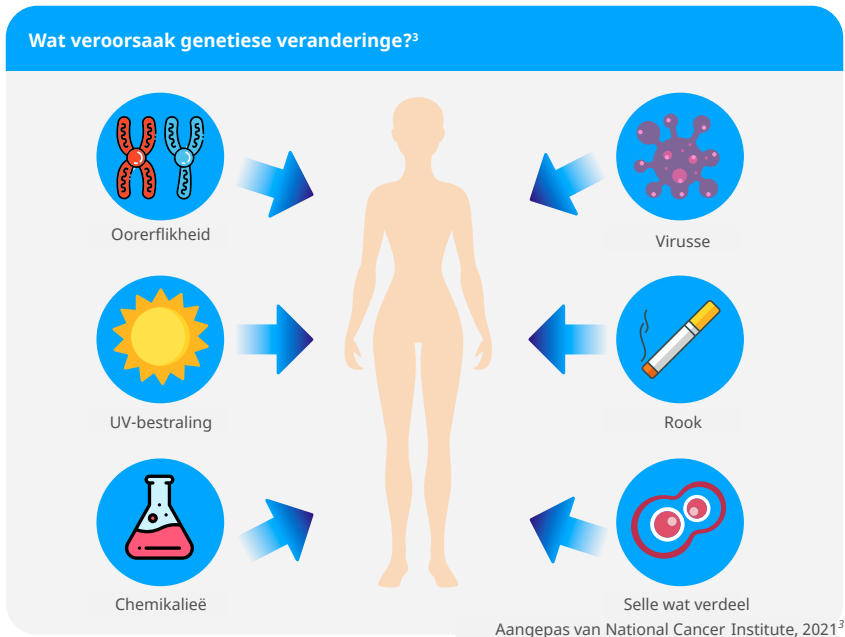 Wat veroorsaak genetiese veranderinge?³
Oorerflikheid
Virusse
UV-bestraling
Rook
Chemikalieë
Selle wat verdeel
Aangepas van National Cancer Institute, 2021³